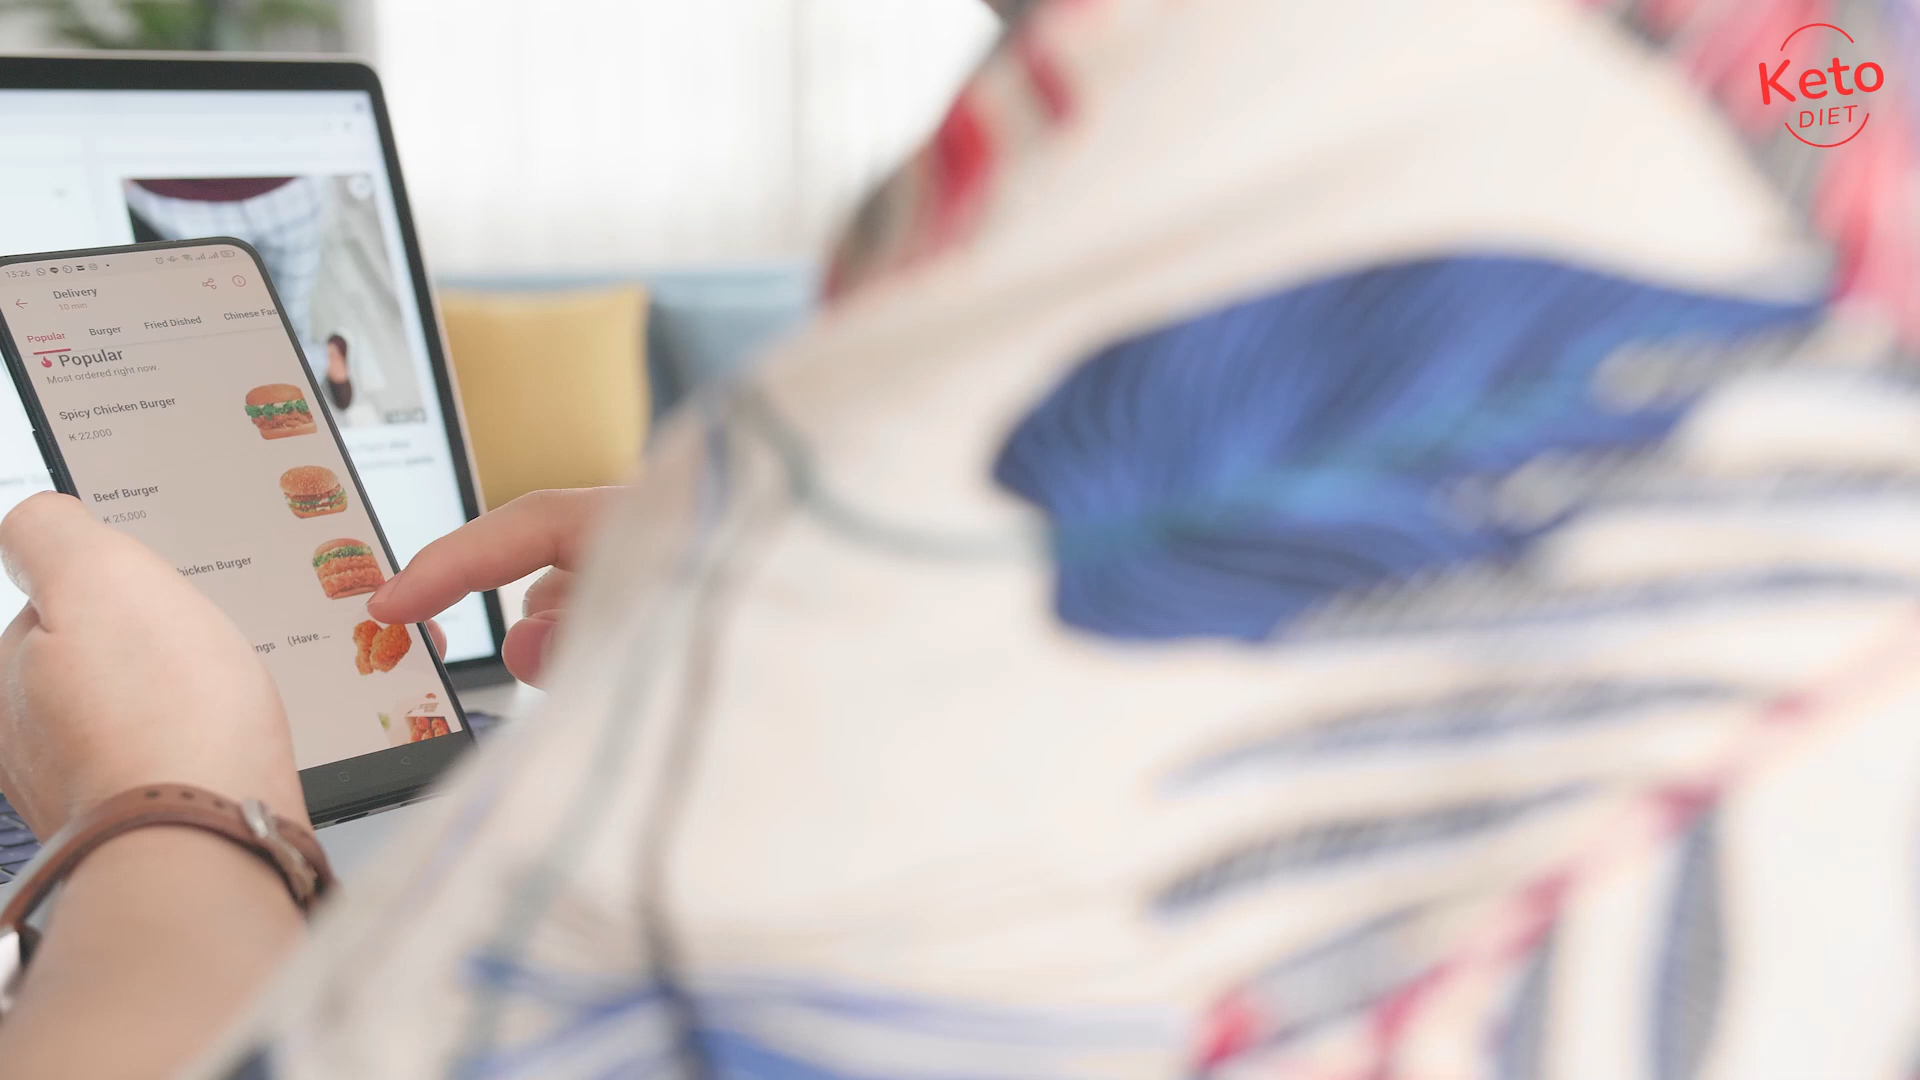 Keto
DIET
15:26
Delivery
10 min
Popular Burger Fried Dished Chinese Fas
Popular
Most ordered right now.
Spicy Chicken Burger
K 22,000
Beef Burger
K 25,000
hicken Burger
ngs (Have ...